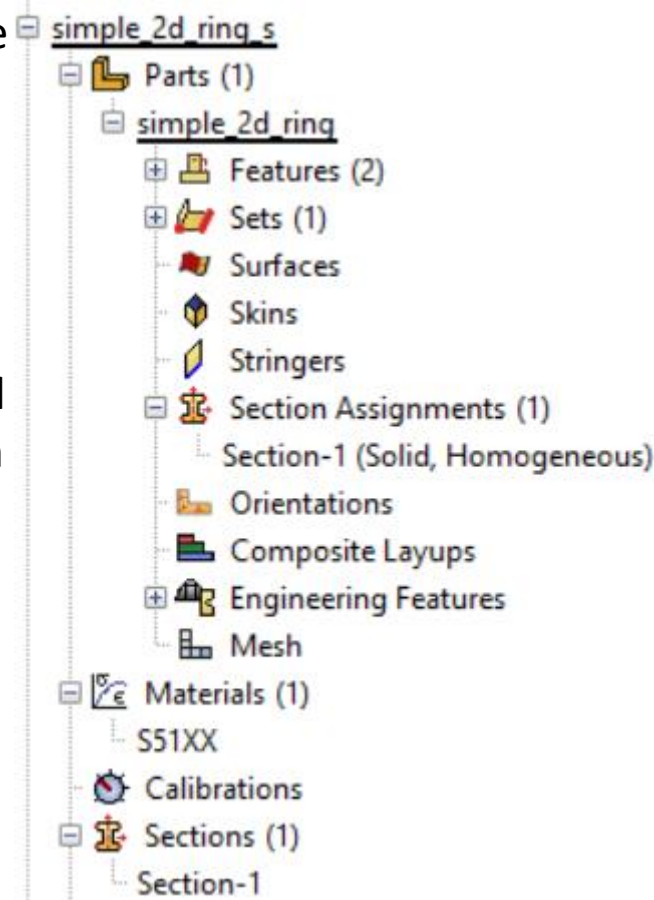 simple_2d_ring_s
Parts (1)
simple_2d_ring
Features (2)
Sets (1)
Surfaces
Skins
Stringers
Section Assignments (1)
Section-1 (Solid, Homogeneous)
Orientations
Composite Layups
Engineering Features
Mesh
Materials (1)
S51XX
Calibrations
Sections (1)
Section-1